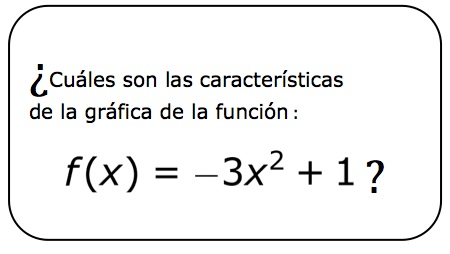 ¿Cuáles son las características
de la gráfica de la función:
f(x) = −3x² + 1?